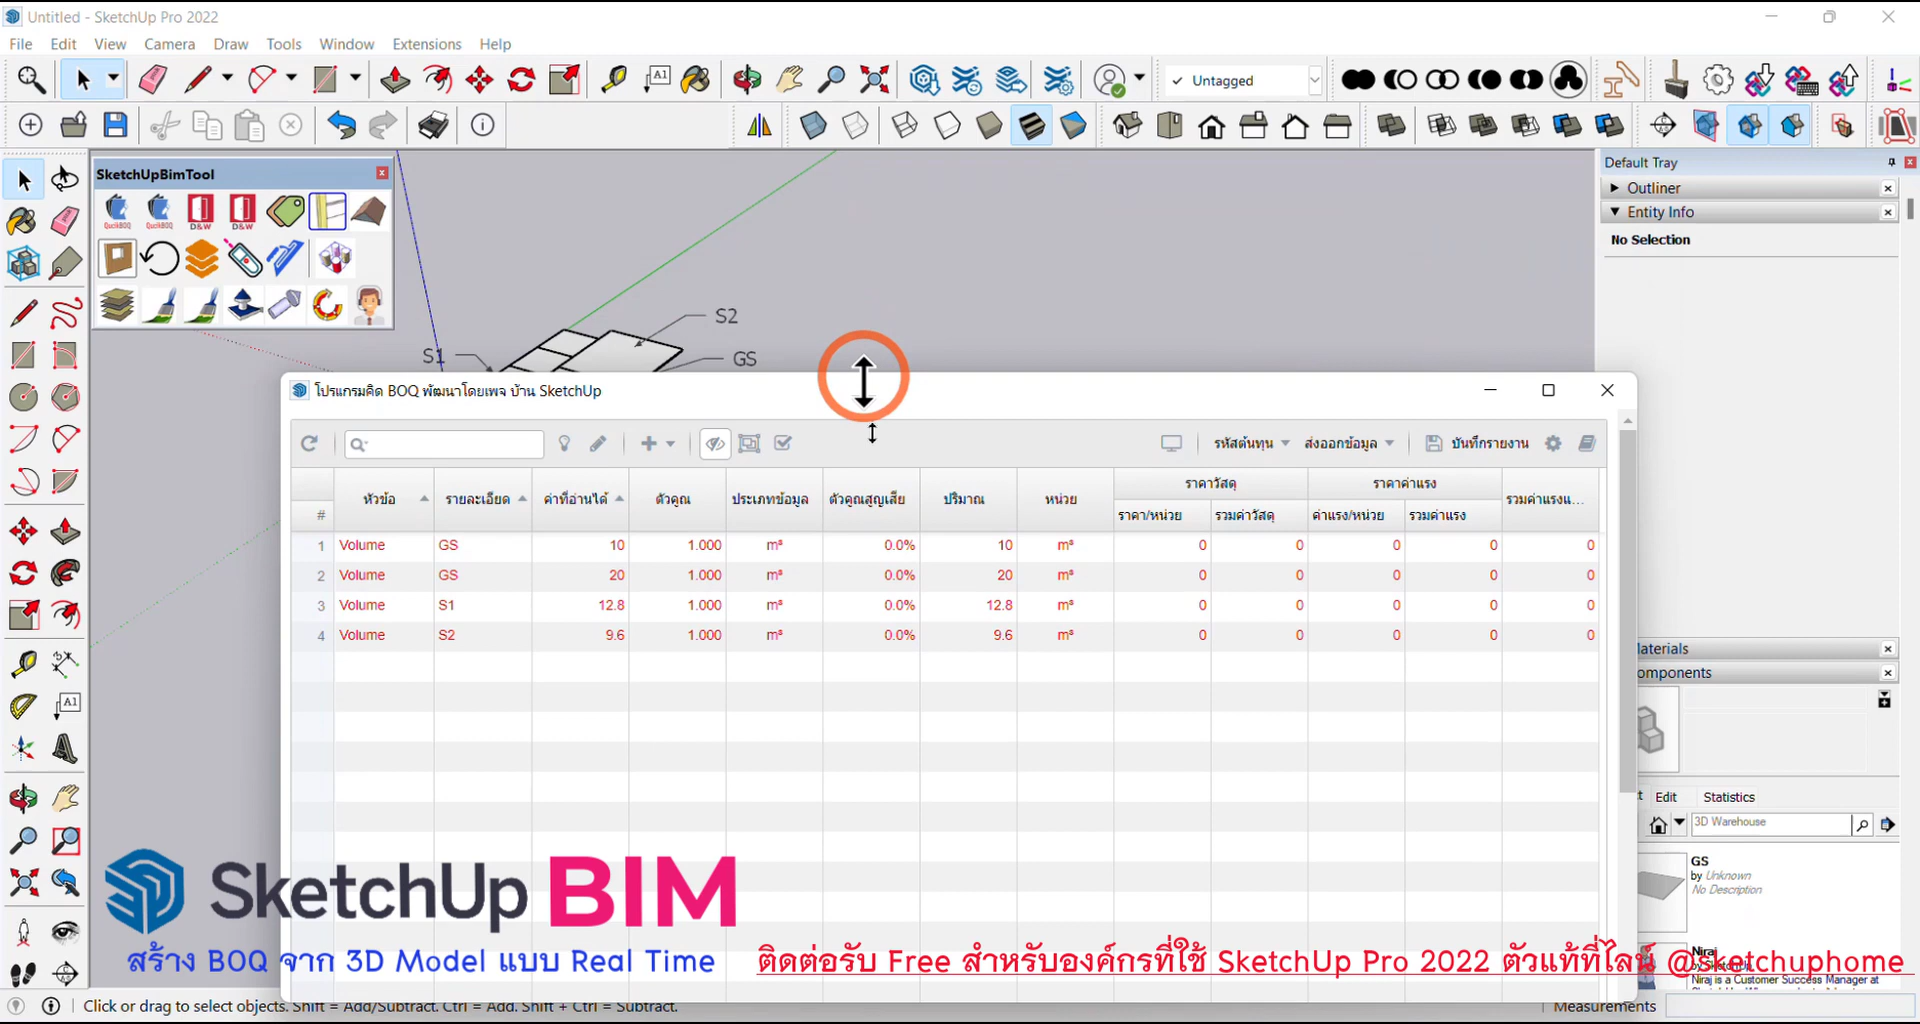 Untitled - SketchUp Pro 2022
File Edit View Camera Draw Tools Window Extensions Help
Untagged
SketchUpBimTool
QuickBOQ QuickBOQ D&W D&W
Default Tray
Outliner
Entity Info
No Selection
S2
S1
GS
โปรแกรมคิด BOQ พัฒนาโดยเพจ บ้าน SketchUp
รหัสต้นทุน ส่งออกข้อมูล บันทึกรายงาน
# หัวข้อ รายละเอียด ค่าที่อ่านได้ ตัวคูณ ประเภทข้อมูล ตัวคูณสูญเสีย ปริมาณ หน่วย ราคาวัสดุ ราคาค่าแรง รวมค่าแรงแ...
ราคา/หน่วย รวมค่าวัสดุ ค่าแรง/หน่วย รวมค่าแรง
1 Volume GS 10 1.000 m³ 0.0% 10 m³ 0 0 0 0 0
2 Volume GS 20 1.000 m³ 0.0% 20 m³ 0 0 0 0 0
3 Volume S1 12.8 1.000 m³ 0.0% 12.8 m³ 0 0 0 0 0
4 Volume S2 9.6 1.000 m³ 0.0% 9.6 m³ 0 0 0 0 0
aterials
omponents
Edit Statistics
3D Warehouse
GS
by Unknown
No Description
Niraj
Niraj is a Customer Success Manager at
SketchUp BIM
สร้าง BOQ จาก 3D Model แบบ Real Time
ติดต่อรับ Free สำหรับองค์กรที่ใช้ SketchUp Pro 2022 ตัวแท้ที่ไลน์ @sketchuphome
Click or drag to select objects. Shift = Add/Subtract. Ctrl = Add. Shift + Ctrl = Subtract.
Measurements